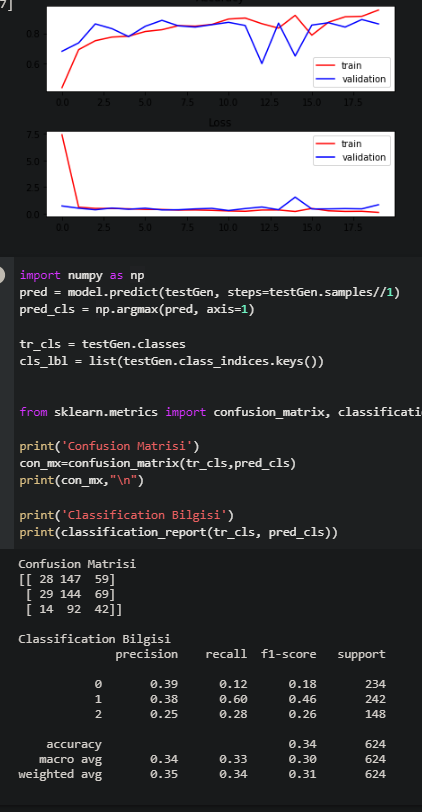 7]
0.8
0.6
train
validation
0.0 2.5 5.0 7.5 10.0 12.5 15.0 17.5
Loss
7.5
5.0
2.5
0.0
train
validation
0.0 2.5 5.0 7.5 10.0 12.5 15.0 17.5
import numpy as np
pred = model.predict(testGen, steps=testGen.samples//1)
pred_cls = np.argmax(pred, axis=1)
tr_cls = testGen.classes
cls_lbl = list(testGen.class_indices.keys())
from sklearn.metrics import confusion_matrix, classificati
print('Confusion Matrisi')
con_mx=confusion_matrix(tr_cls,pred_cls)
print(con_mx,"\n")
print('Classification Bilgisi')
print(classification_report(tr_cls, pred_cls))
Confusion Matrisi
[[ 28 147  59]
 [ 29 144  69]
 [ 14  92  42]]
Classification Bilgisi
precision recall f1-score support
0 0.39 0.12 0.18 234
1 0.38 0.60 0.46 242
2 0.25 0.28 0.26 148
accuracy 0.34 624
macro avg 0.34 0.33 0.30 624
weighted avg 0.35 0.34 0.31 624